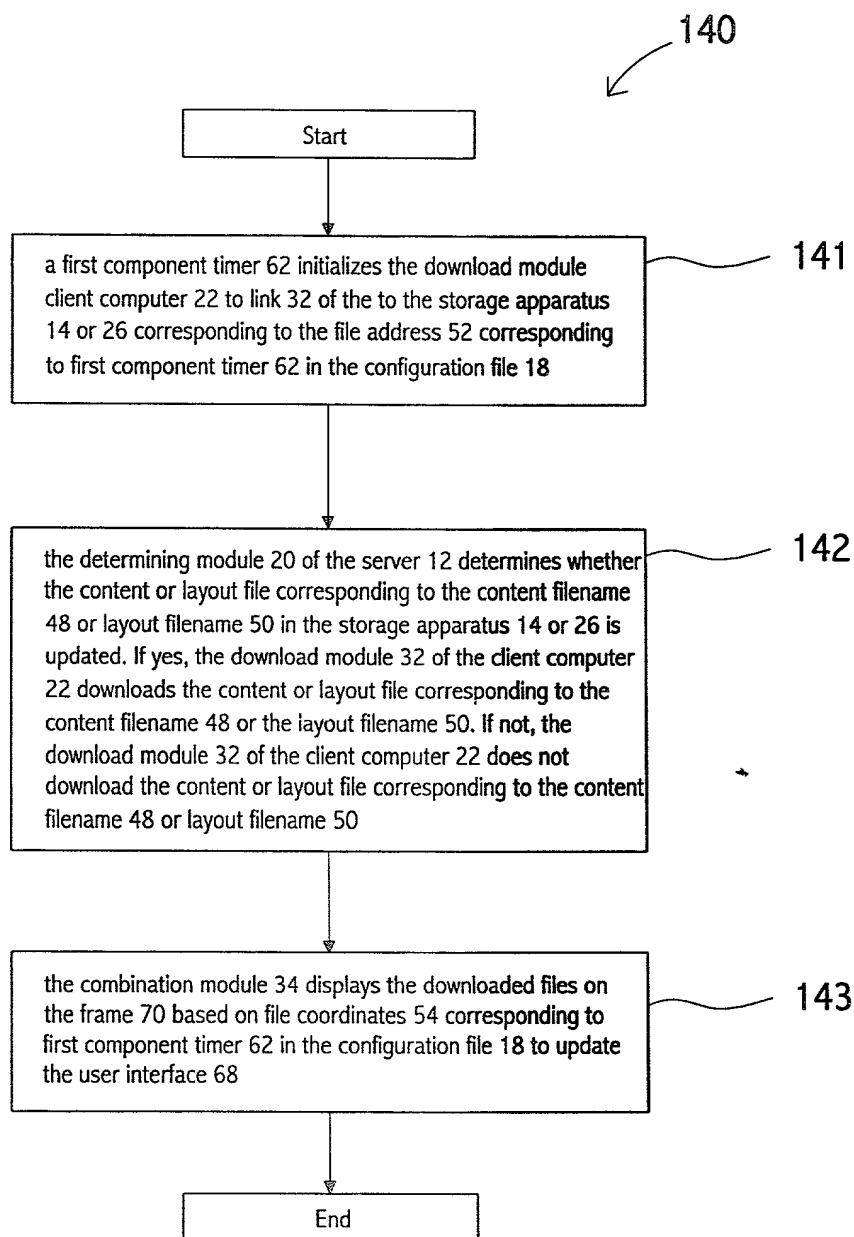 140
Start
a first component timer 62 initializes the download module
client computer 22 to link 32 of the to the storage apparatus
14 or 26 corresponding to the file address 52 corresponding
to first component timer 62 in the configuration file 18
141
the determining module 20 of the server 12 determines whether
the content or layout file corresponding to the content filename
48 or layout filename 50 in the storage apparatus 14 or 26 is
updated. If yes, the download module 32 of the client computer
22 downloads the content or layout file corresponding to the
content filename 48 or the layout filename 50. If not, the
download module 32 of the client computer 22 does not
download the content or layout file corresponding to the content
filename 48 or layout filename 50
142
the combination module 34 displays the downloaded files on
the frame 70 based on file coordinates 54 corresponding to
first component timer 62 in the configuration file 18 to update
the user interface 68
143
End